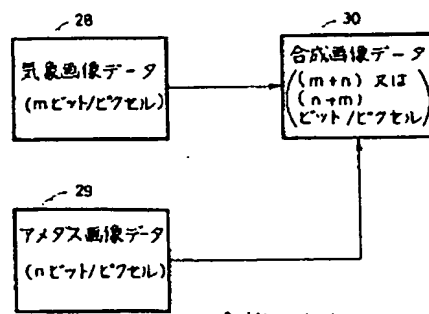 28
気象画像データ
(mビット/ピクセル)
30
合成画像データ
(m+n) 又は
(n+m)
ビット/ピクセル
29
アメダス画像データ
(nビット/ピクセル)